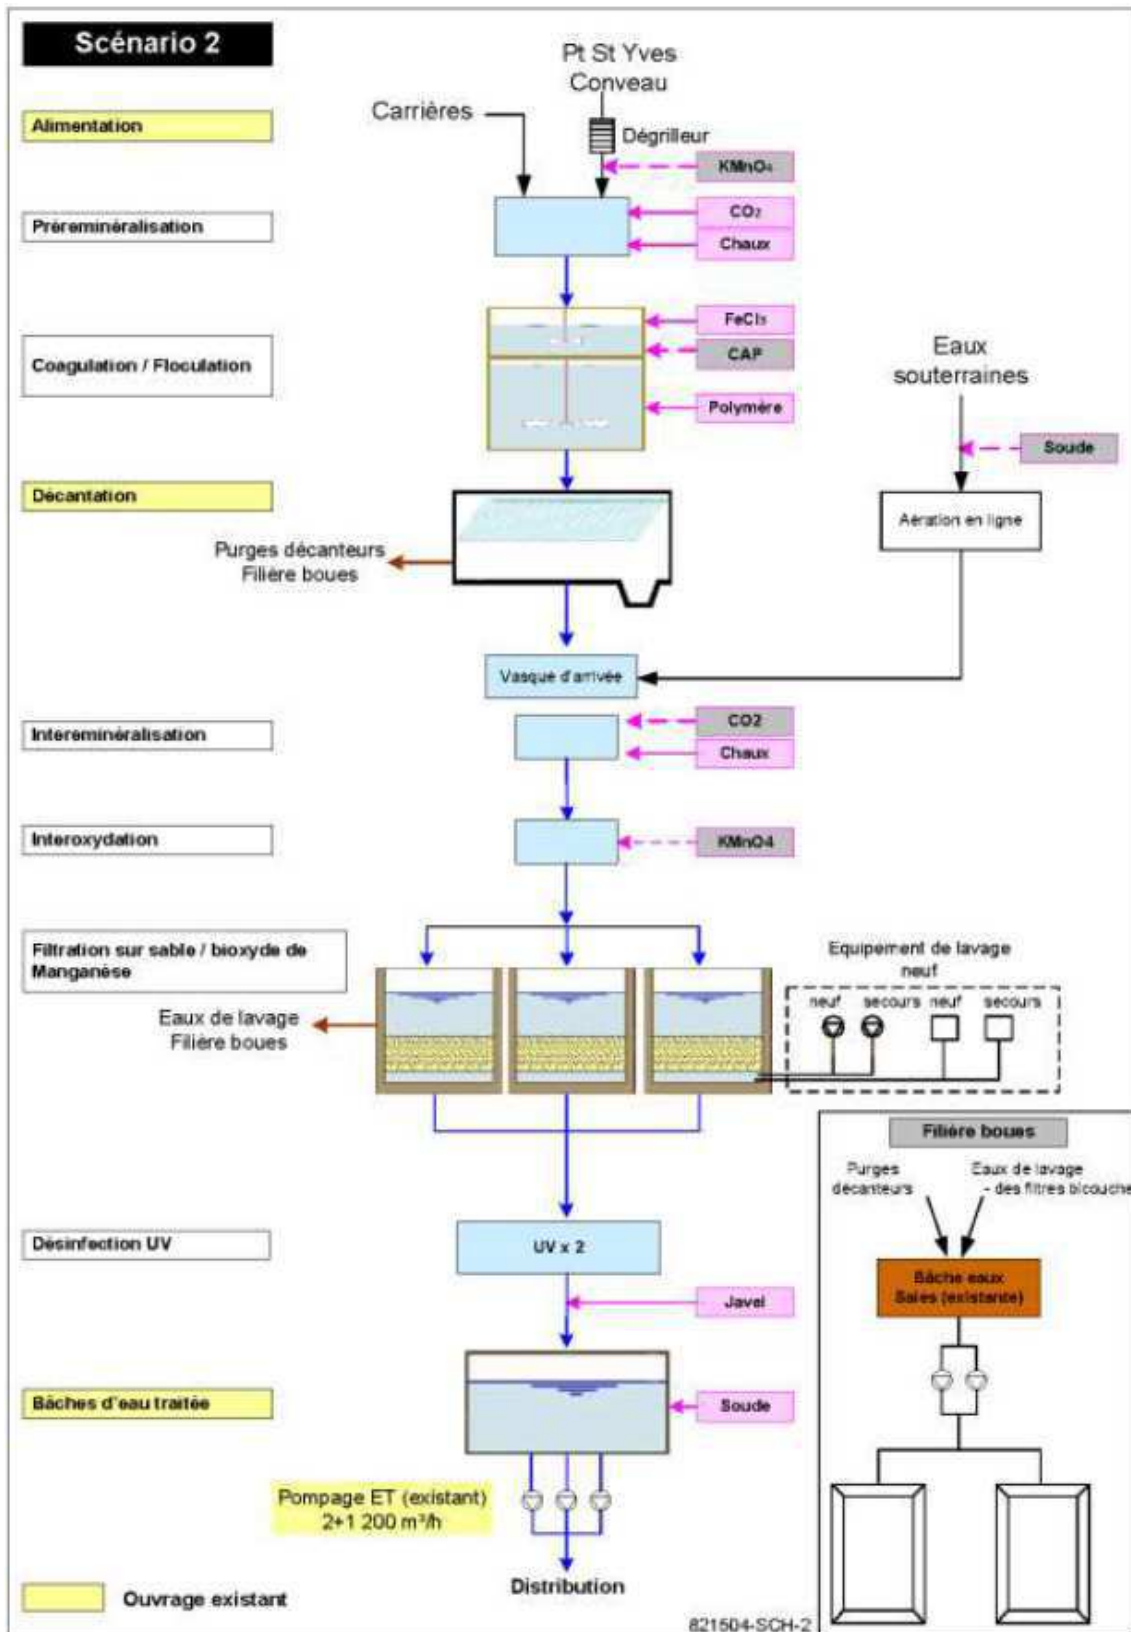 Scénario 2
Pt St Yves
Conveau
Carrières
Alimentation
Dégrilleur
KMnO₄
Préreminéralisation
CO₂
Chaux
Coagulation / Floculation
FeCl₃
CAP
Polymère
Eaux
souterraines
Soude
Décantation
Aération en ligne
Purges décanteurs
Filière boues
Vasque d'arrivée
Intereminéralisation
CO2
Chaux
Interoxydation
KMnO4
Filtration sur sable / bioxyde de
Manganèse
Equipement de lavage
neuf
neuf secours neuf secours
Eaux de lavage
Filière boues
Filière boues
Purges
décanteurs
Eaux de lavage
- des filtres bicouche
Désinfection UV
UV x 2
Bâche eaux
Sales (existante)
Javel
Bâches d'eau traitée
Soude
Pompage ET (existant)
2+1 200 m³/h
Distribution
Ouvrage existant
821504-SCH-2